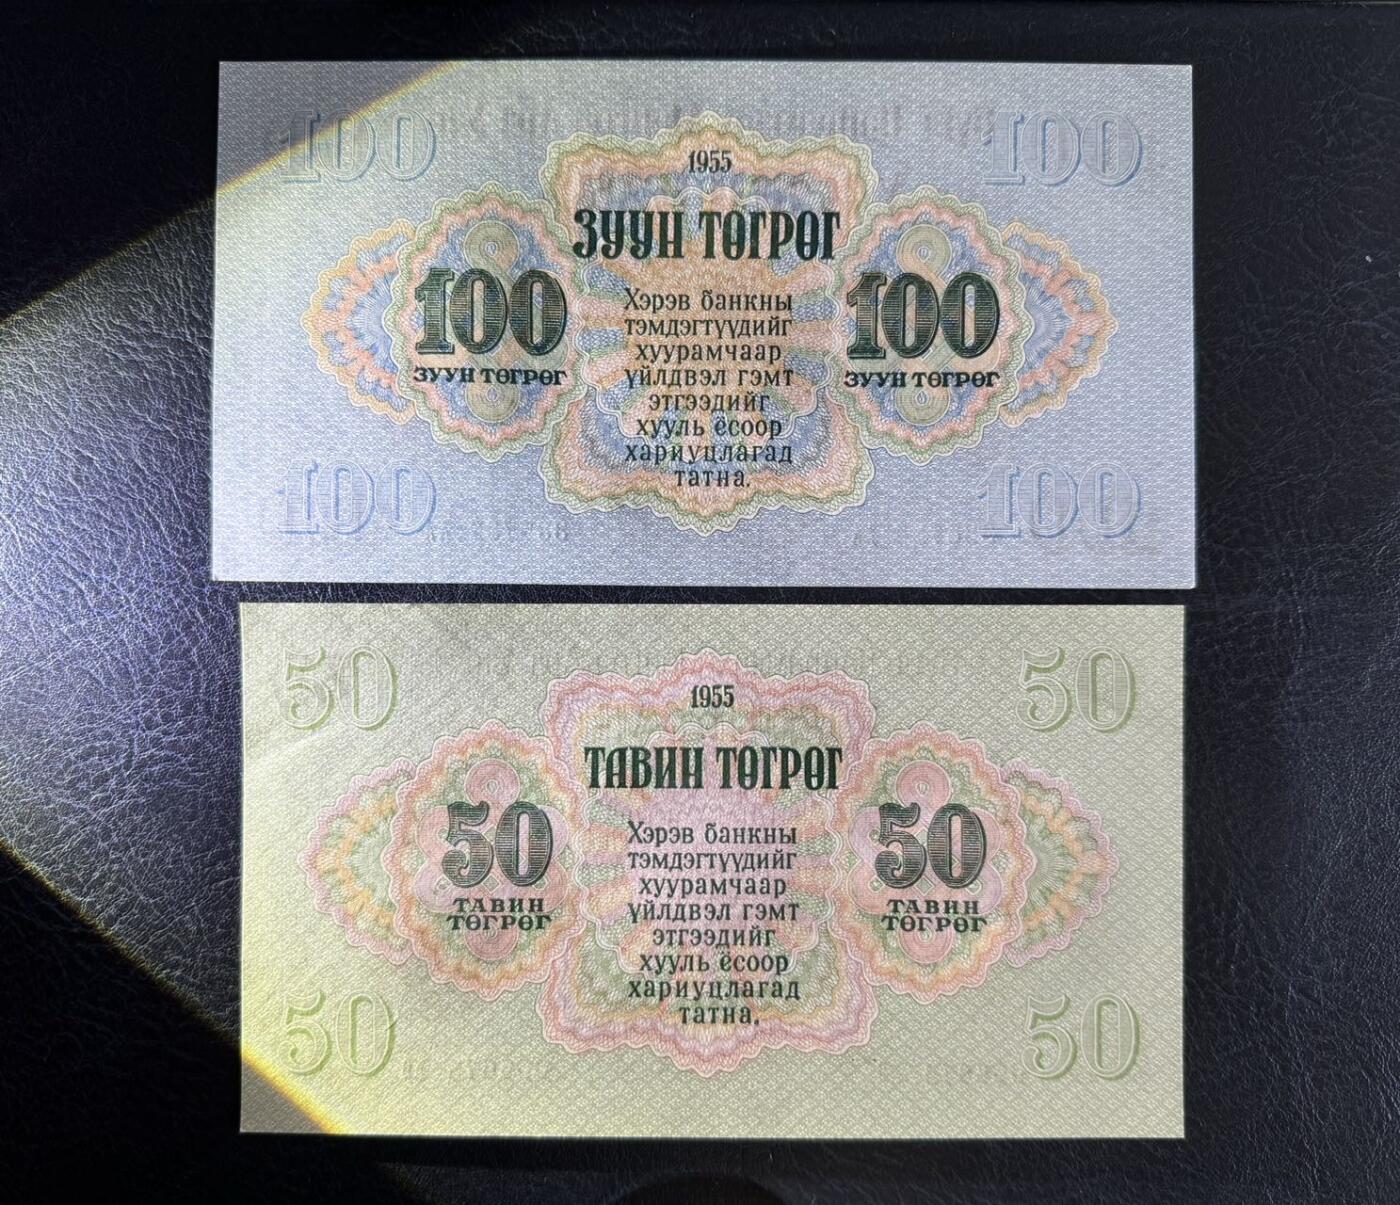 100 100
1955
ЗУУН ТӨГРӨГ
100 100
ЗУУН ТӨГРӨГ ЗУУН ТӨГРӨГ
Хэрэв банкны
тэмдэгтүүдийг
хуурамчаар
үйлдвэл гэмт
этгээдийг
хууль ёсоор
хариуцлагад
татна.
100 100
50 50
1955
ТАВИН ТӨГРӨГ
50 50
ТАВИН
ТӨГРӨГ
ТАВИН
ТӨГРӨГ
Хэрэв банкны
тэмдэгтүүдийг
хуурамчаар
үйлдвэл гэмт
этгээдийг
хууль ёсоор
хариуцлагад
татна.
50 50